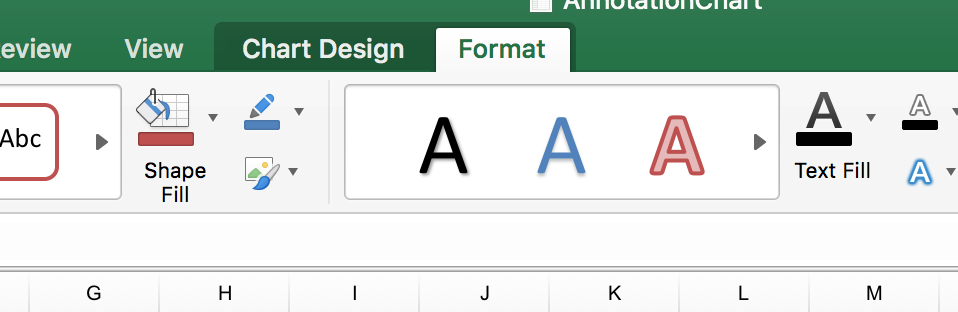 AnnotationChart
eview View Chart Design Format
Abc A A A A A
Shape Fill Text Fill A
G H I J K L M